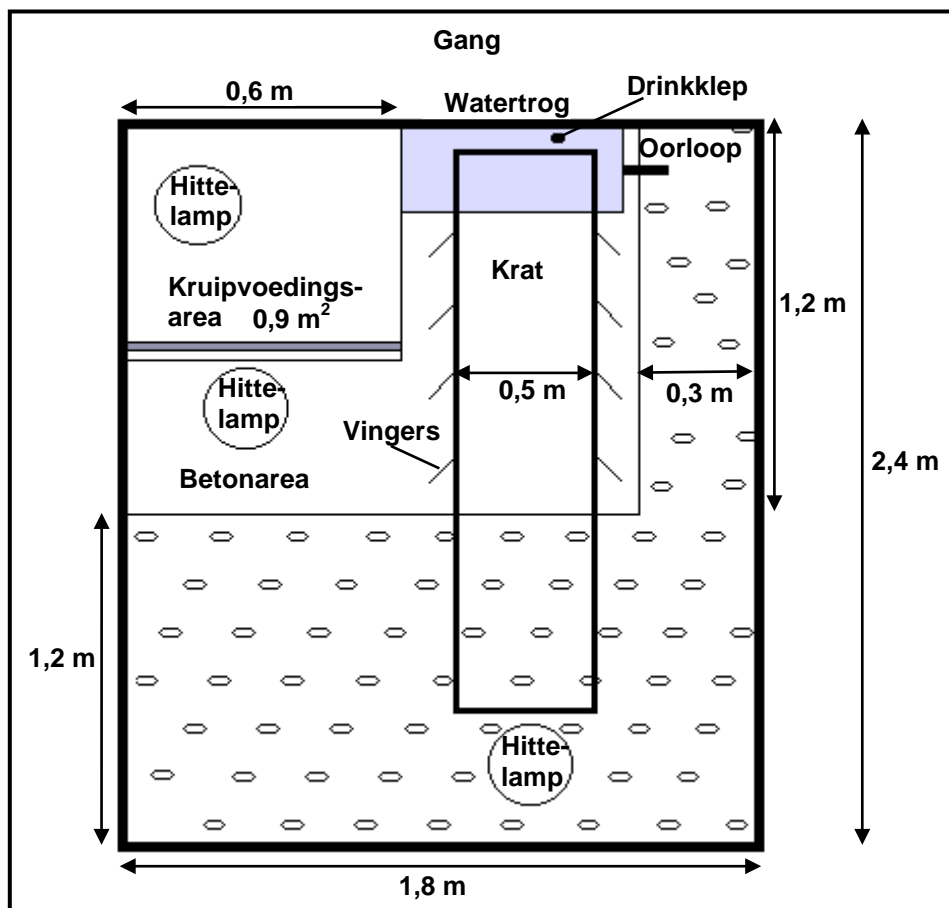 Gang
0,6 m
Watertrog
Drinkklep
Oorloop
Hitte-
lamp
Krat
Kruipvoedings-
area 0,9 m²
1,2 m
Hitte-
lamp
0,5 m
0,3 m
Vingers
2,4 m
Betonarea
1,2 m
Hitte-
lamp
1,8 m